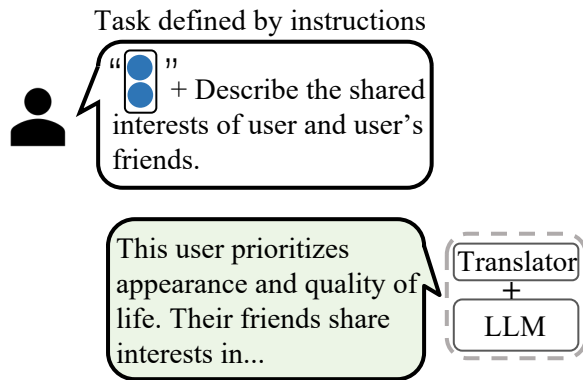 Task defined by instructions
“ ”
+ Describe the shared
interests of user and user’s
friends.
This user prioritizes
appearance and quality of
life. Their friends share
interests in...
Translator
+
LLM